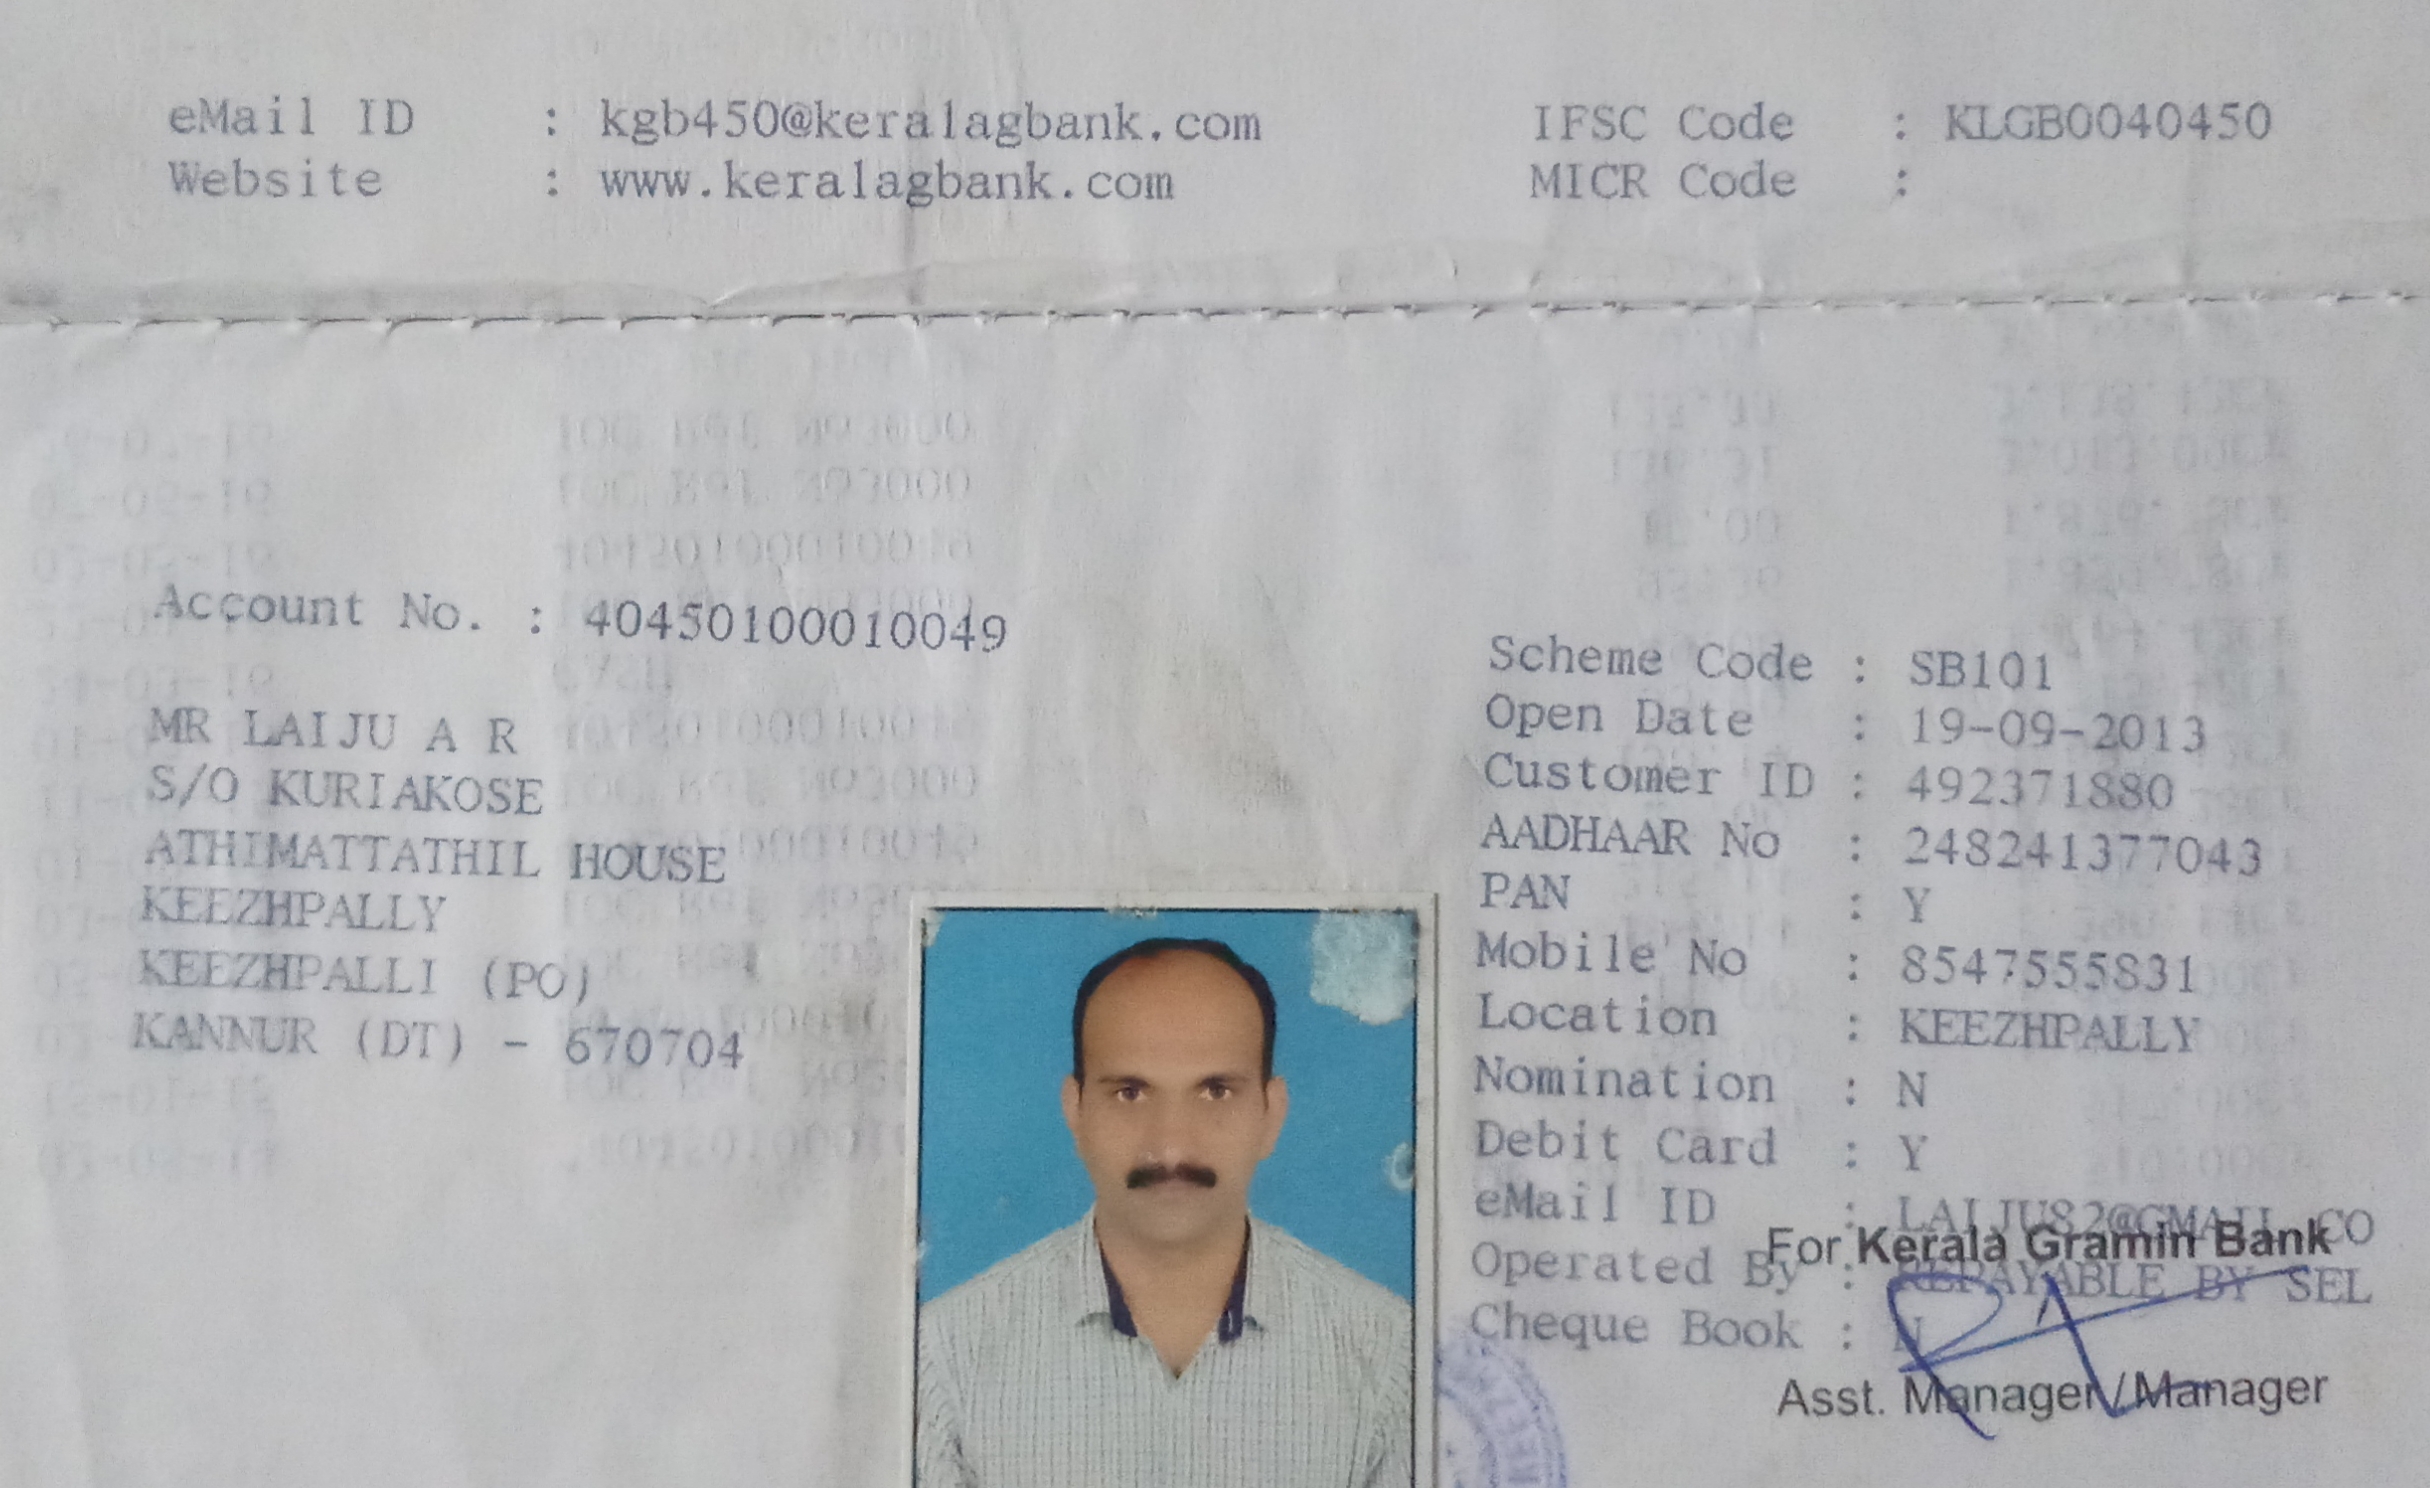 eMail ID : kgb450@keralagbank.com IFSC Code : KLGB0040450
Website : www.keralagbank.com MICR Code :
Account No. : 40450100010049
MR LAIJU A R
S/O KURIAKOSE
ATHIMATTATHIL HOUSE
KEEZHPALLY
KEEZHPALLI (PO)
KANNUR (DT) - 670704
Scheme Code : SB101
Open Date : 19-09-2013
Customer ID : 492371880
AADHAAR No : 248241377043
PAN : Y
Mobile No : 8547555831
Location : KEEZHPALLY
Nomination : N
Debit Card : Y
eMail ID : LAIJU82@GMAIL.CO
For Kerala Gramin Bank
Operated By : REPAYABLE BY SEL
Cheque Book : N
Asst. Manager/Manager